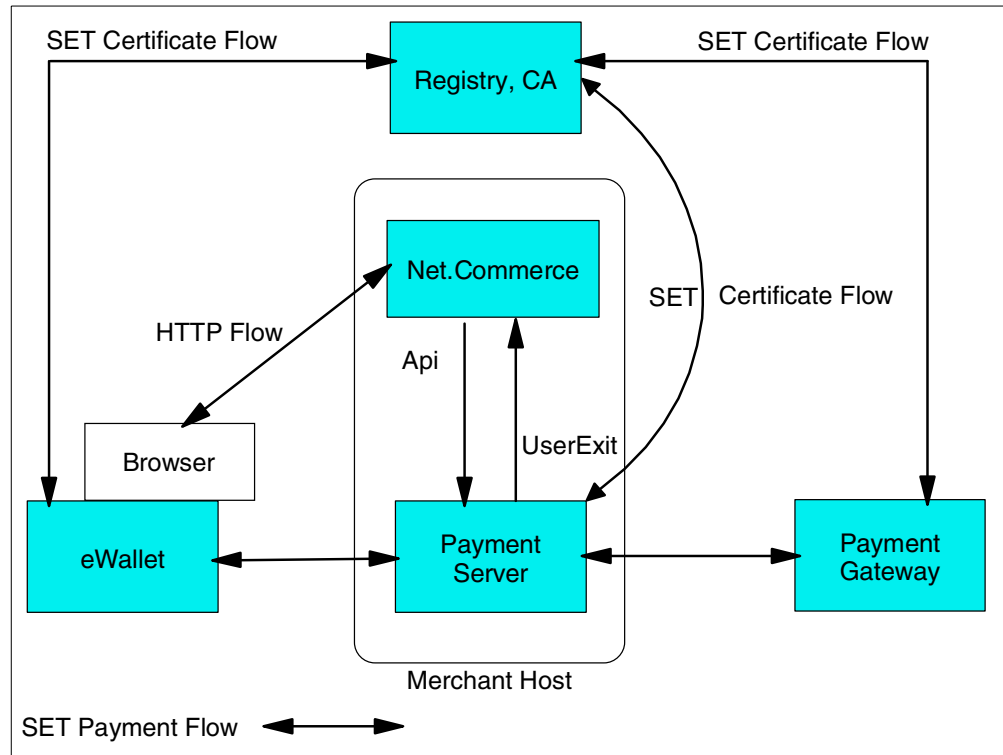 SET Certificate Flow
SET Certificate Flow
Registry, CA
Net.Commerce
SET Certificate Flow
HTTP Flow
Api
UserExit
Browser
eWallet
Payment
Server
Payment
Gateway
Merchant Host
SET Payment Flow